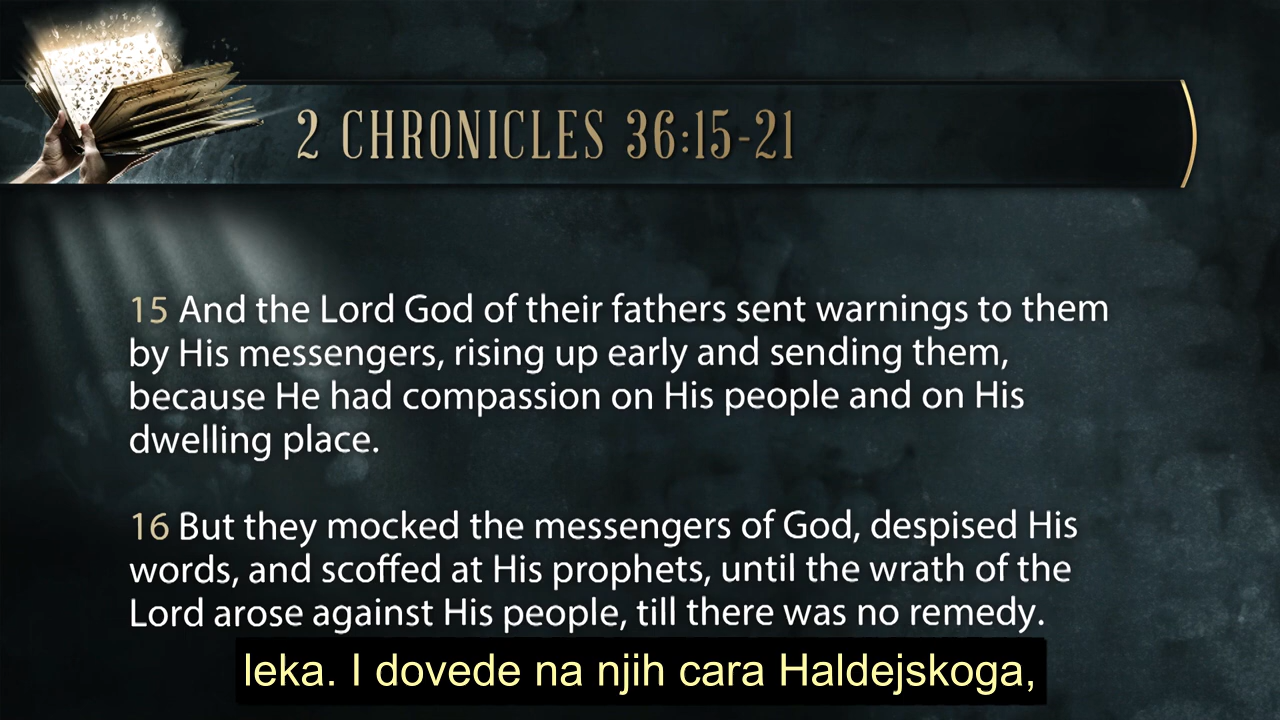 2 CHRONICLES 36:15-21
15 And the Lord God of their fathers sent warnings to them
by His messengers, rising up early and sending them,
because He had compassion on His people and on His
dwelling place.
16 But they mocked the messengers of God, despised His
words, and scoffed at His prophets, until the wrath of the
Lord arose against His people, till there was no remedy.
leka. I dovede na njih cara Haldejskoga,